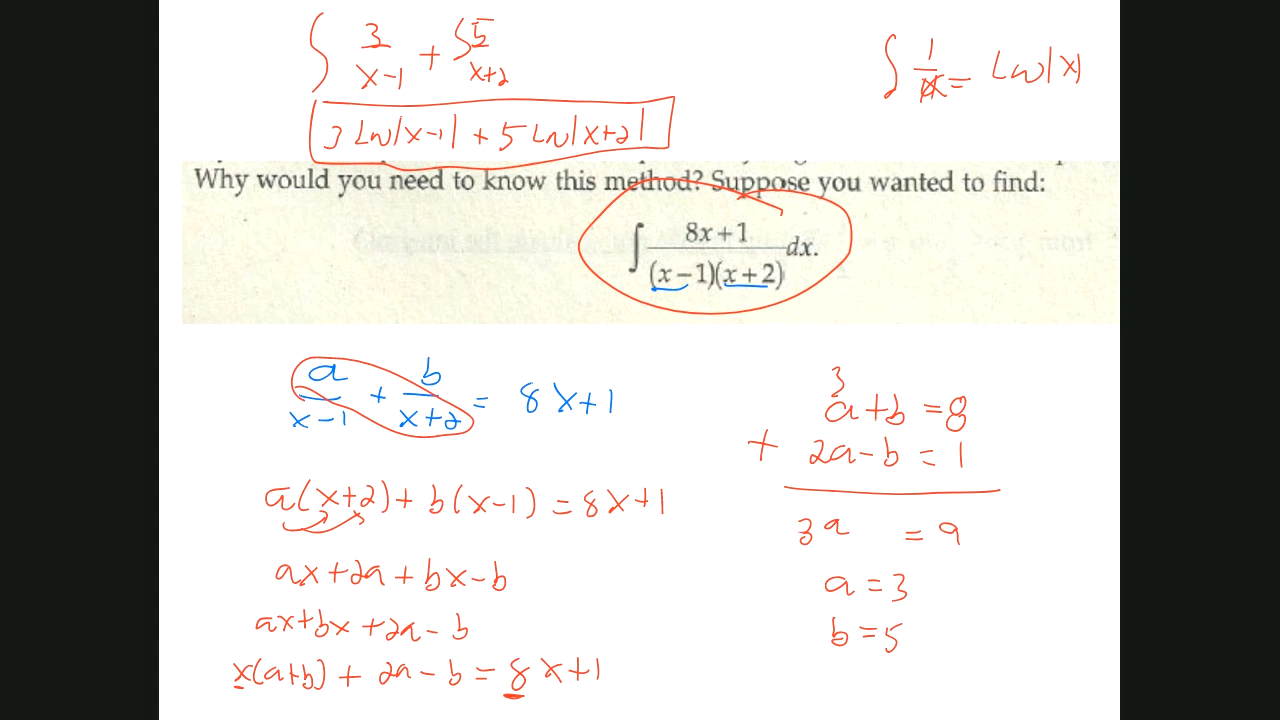 ∫ 3/(x-1) + ∫ 5/(x+2)
∫ 1/x = Ln|x|
3 Ln|x-1| + 5 Ln|x+2|
Why would you need to know this method? Suppose you wanted to find:
∫ (8x+1)/((x-1)(x+2)) dx.
a/(x-1) + b/(x+2) = 8x+1
a(x+2) + b(x-1) = 8x+1
ax+2a+bx-b
ax+bx+2a-b
x(a+b) + 2a-b = 8x+1
3
a+b = 8
+ 2a-b = 1
3a = 9
a = 3
b = 5